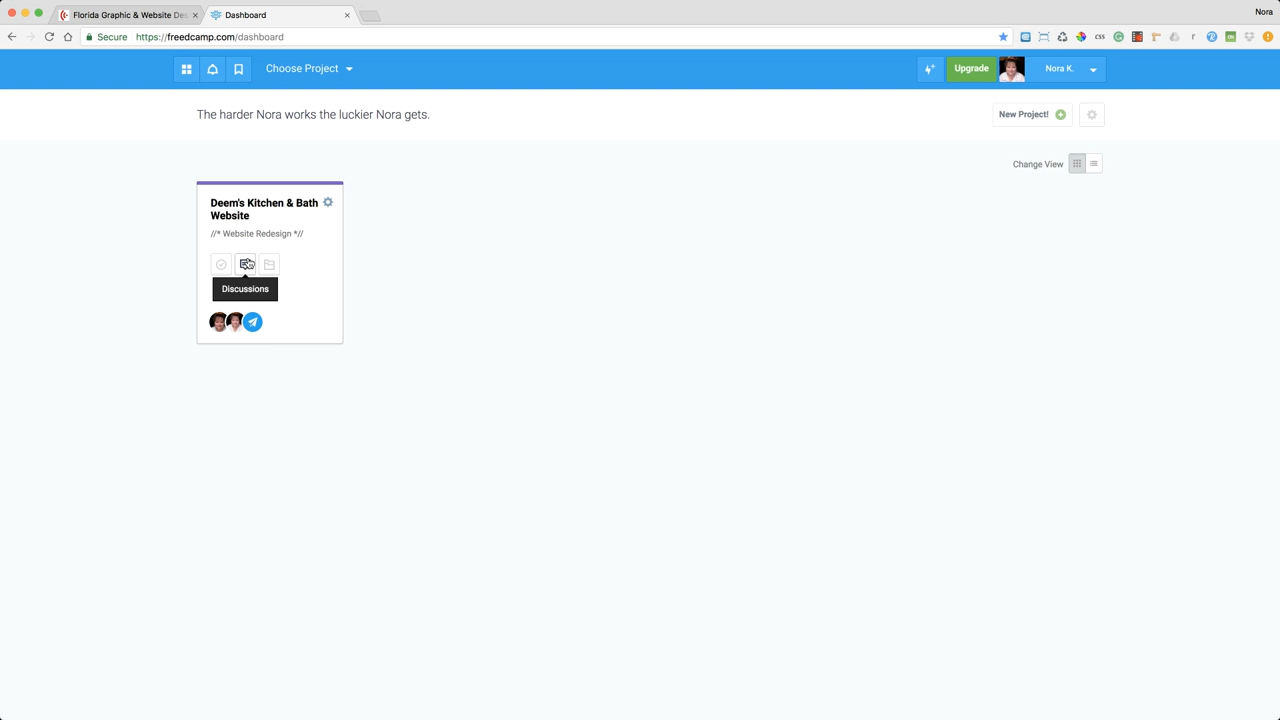 Nora
Florida Graphic & Website Des
Dashboard
Secure https://freedcamp.com/dashboard
Choose Project
Upgrade
Nora K.
The harder Nora works the luckier Nora gets.
New Project!
Change View
Deem's Kitchen & Bath
Website
//* Website Redesign *//
Discussions